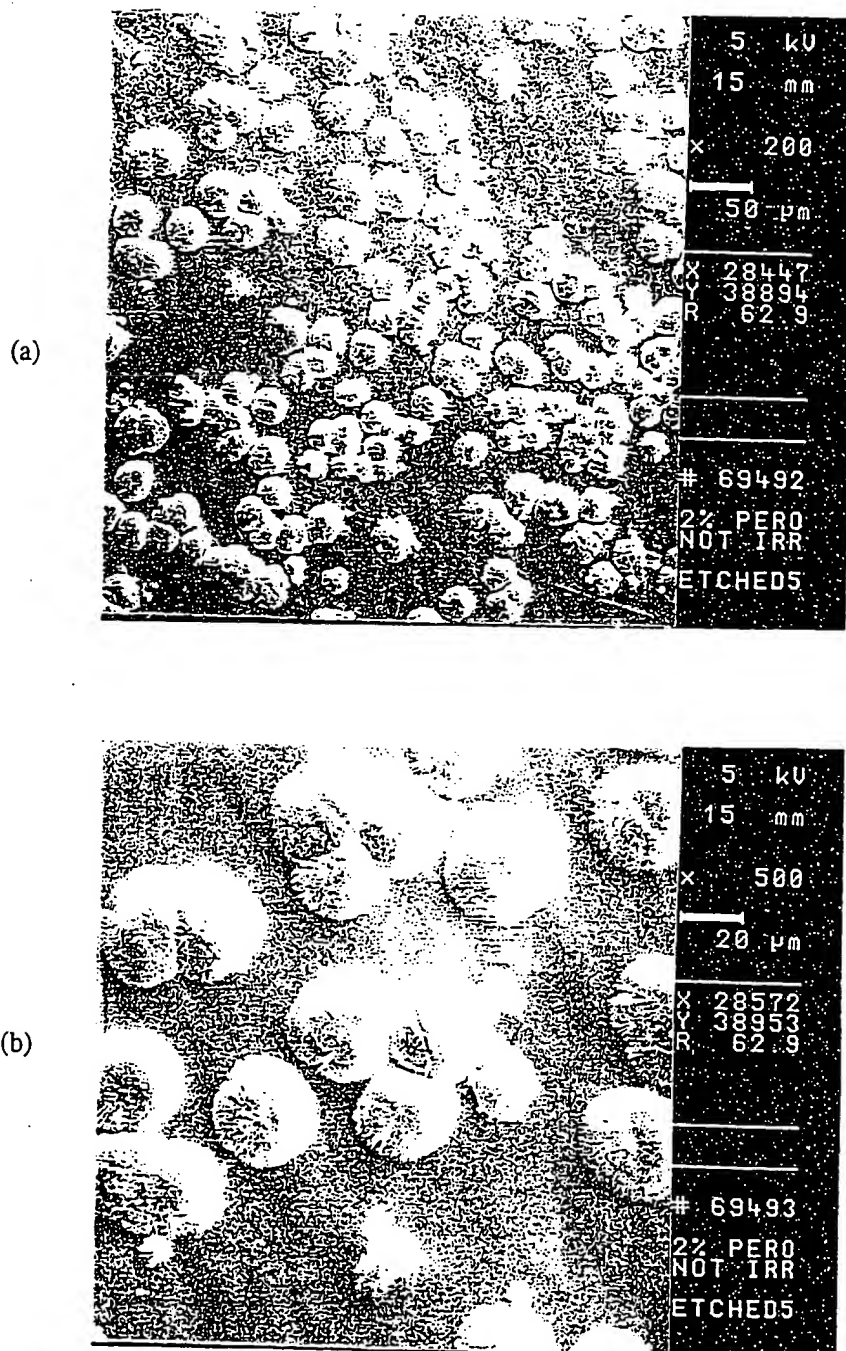 (a)
5 kV
15 mm
x 200
50 µm
X 28447
Y 38894
R 62.9
# 69492
2% PERO
NOT IRR
ETCHED5
(b)
5 kV
15 mm
x 500
20 µm
X 28572
Y 38953
R 62.9
# 69493
2% PERO
NOT IRR
ETCHED5